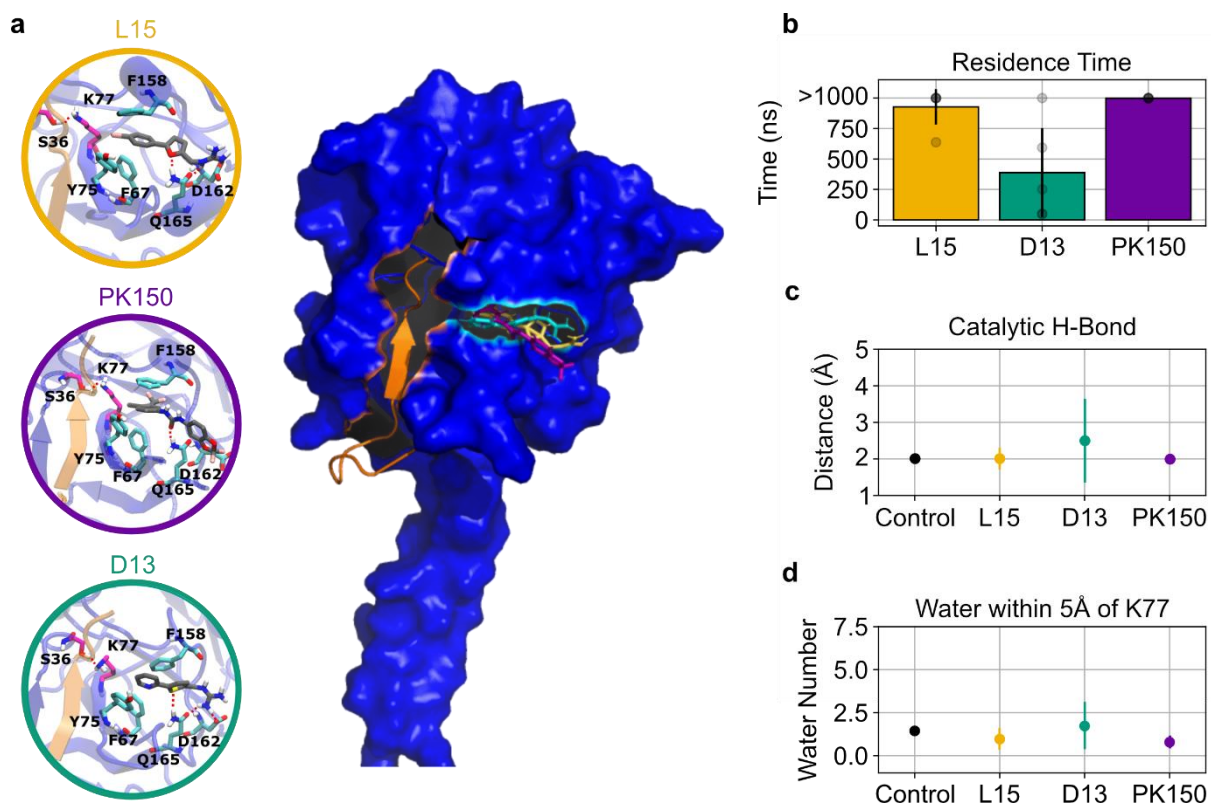 a
L15
F158
K77
S36
Y75
F67
D162
Q165
PK150
F158
K77
S36
Y75
F67
D162
Q165
D13
F158
S36
K77
Y75
F67
D162
Q165
b
Residence Time
Time (ns)
>1000
750
500
250
0
L15 D13 PK150
c
Catalytic H-Bond
Distance (Å)
5
4
3
2
1
Control L15 D13 PK150
d
Water within 5Å of K77
Water Number
7.5
5.0
2.5
0.0
Control L15 D13 PK150